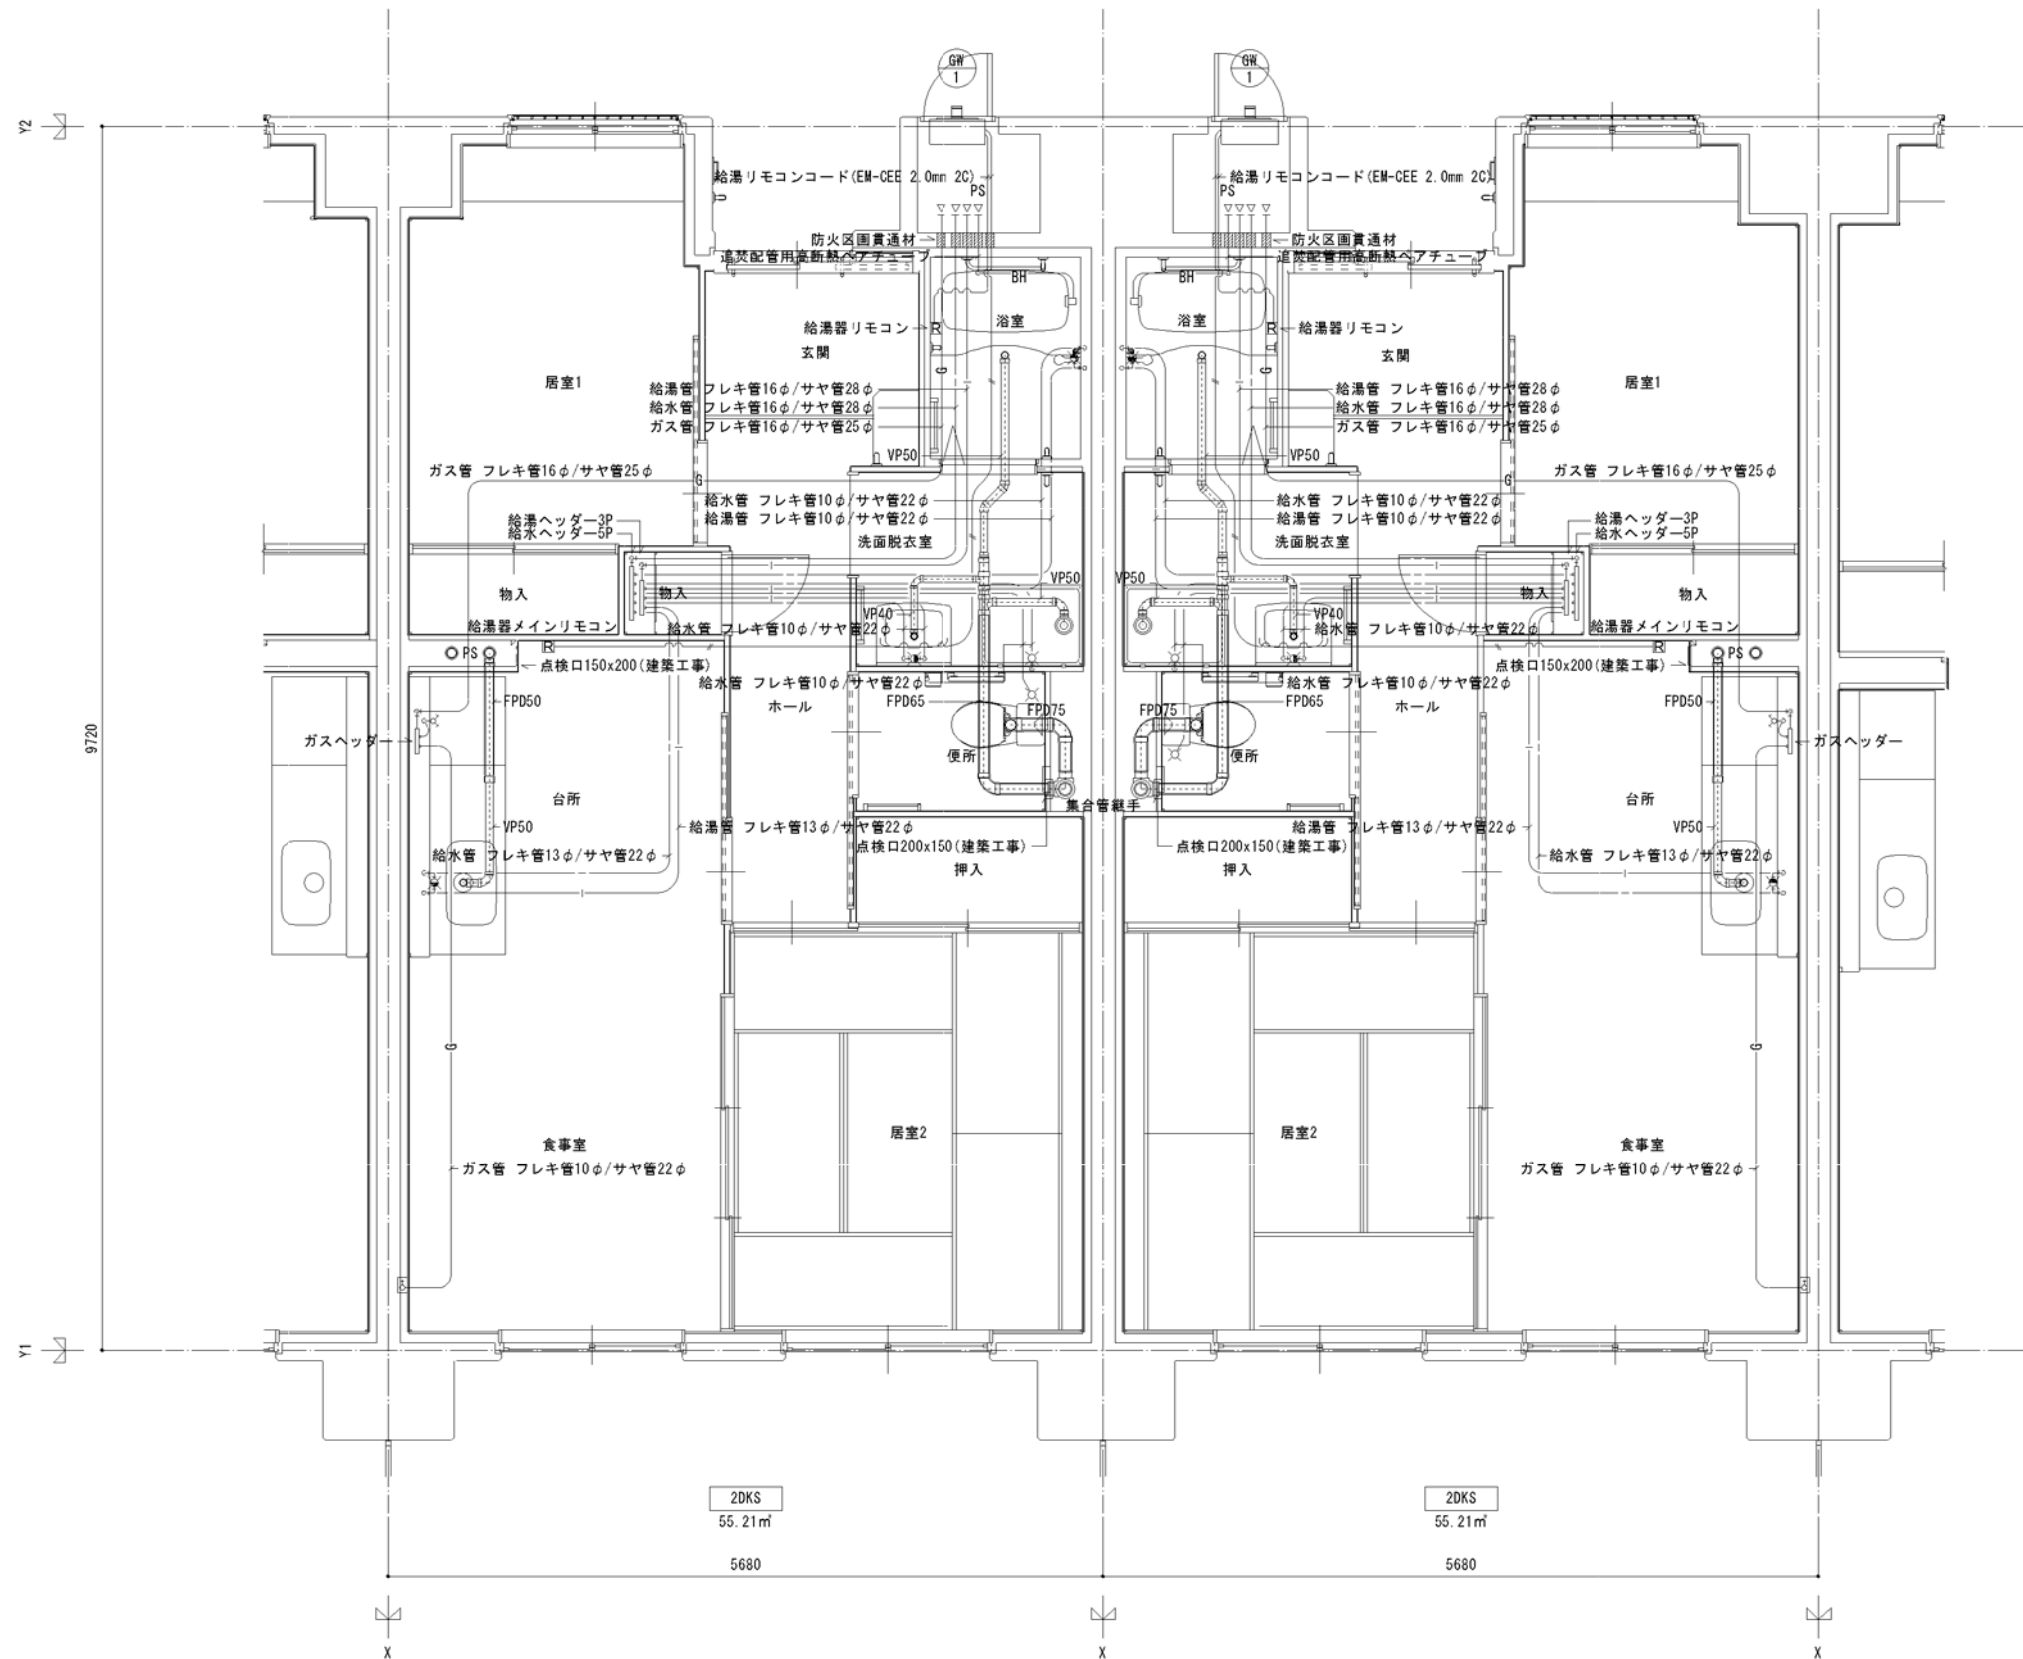 GW
1
GW
1
Y2
給湯リモコンコード(EM-CEE 2.0mm 2C)
給湯リモコンコード(EM-CEE 2.0mm 2C)
PS
PS
防火区画貫通材
防火区画貫通材
追焚配管用高断熱ペアチューブ
追焚配管用高断熱ペアチューブ
BH
BH
浴室
浴室
給湯器リモコン
R
R
給湯器リモコン
玄関
玄関
居室1
居室1
G
G
給湯管 フレキ管16φ/サヤ管28φ
給湯管 フレキ管16φ/サヤ管28φ
給水管 フレキ管16φ/サヤ管28φ
給水管 フレキ管16φ/サヤ管28φ
ガス管 フレキ管16φ/サヤ管25φ
ガス管 フレキ管16φ/サヤ管25φ
VP50
VP50
ガス管 フレキ管16φ/サヤ管25φ
ガス管 フレキ管16φ/サヤ管25φ
G
G
給水管 フレキ管10φ/サヤ管22φ
給水管 フレキ管10φ/サヤ管22φ
給湯ヘッダー3P
給湯管 フレキ管10φ/サヤ管22φ
給湯管 フレキ管10φ/サヤ管22φ
給湯ヘッダー3P
給水ヘッダー5P
給水ヘッダー5P
洗面脱衣室
洗面脱衣室
VP50
VP50
物入
物入
物入
物入
VP40
VP40
給湯器メインリモコン
給水管 フレキ管10φ/サヤ管22φ
給水管 フレキ管10φ/サヤ管22φ
給湯器メインリモコン
PS
R
R
PS
点検口150x200(建築工事)
点検口150x200(建築工事)
給水管 フレキ管10φ/サヤ管22φ
給水管 フレキ管10φ/サヤ管22φ
FPD50
FPD65
FPD65
FPD50
ホール
FPD75
FPD75
ホール
ガスヘッダー
ガスヘッダー
9720
便所
便所
台所
台所
集合管継手
VP50
給湯管 フレキ管13φ/サヤ管22φ
給湯管 フレキ管13φ/サヤ管22φ
VP50
点検口200x150(建築工事)
点検口200x150(建築工事)
給水管 フレキ管13φ/サヤ管22φ
給水管 フレキ管13φ/サヤ管22φ
押入
押入
G
G
居室2
居室2
食事室
食事室
ガス管 フレキ管10φ/サヤ管22φ
ガス管 フレキ管10φ/サヤ管22φ
Y1
2DKS
2DKS
55.21㎡
55.21㎡
5680
5680
X
X
X